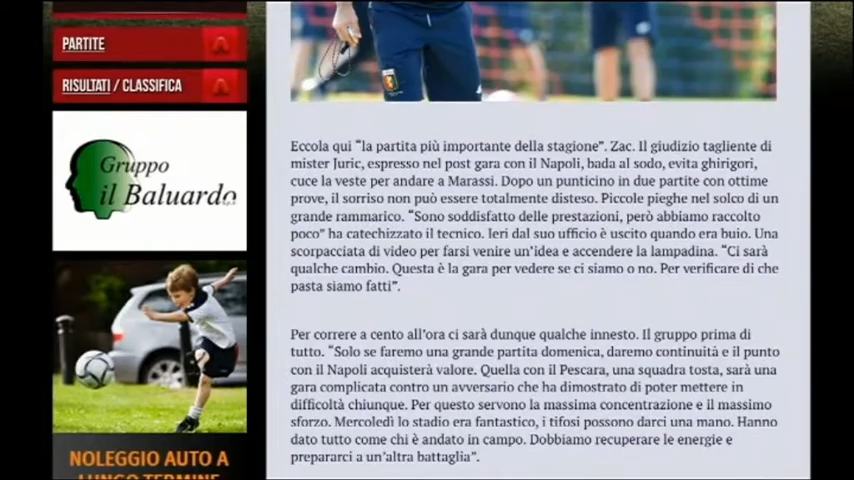 PARTITE
RISULTATI / CLASSIFICA
Gruppo
il Baluardo
NOLEGGIO AUTO A
LUNGO TERMINE
Eccola qui “la partita più importante della stagione”. Zac. Il giudizio tagliente di
mister Juric, espresso nel post gara con il Napoli, bada al sodo, evita ghirigori,
cuce la veste per andare a Marassi. Dopo un punticino in due partite con ottime
prove, il sorriso non può essere totalmente disteso. Piccole pieghe nel solco di un
grande rammarico. “Sono soddisfatto delle prestazioni, però abbiamo raccolto
poco” ha catechizzato il tecnico. Ieri dal suo ufficio è uscito quando era buio. Una
scorpacciata di video per farsi venire un’idea e accendere la lampadina. “Ci sarà
qualche cambio. Questa è la gara per vedere se ci siamo o no. Per verificare di che
pasta siamo fatti”.
Per correre a cento all’ora ci sarà dunque qualche innesto. Il gruppo prima di
tutto. “Solo se faremo una grande partita domenica, daremo continuità e il punto
con il Napoli acquisterà valore. Quella con il Pescara, una squadra tosta, sarà una
gara complicata contro un avversario che ha dimostrato di poter mettere in
difficoltà chiunque. Per questo servono la massima concentrazione e il massimo
sforzo. Mercoledì lo stadio era fantastico, i tifosi possono darci una mano. Hanno
dato tutto come chi è andato in campo. Dobbiamo recuperare le energie e
prepararci a un’altra battaglia”.